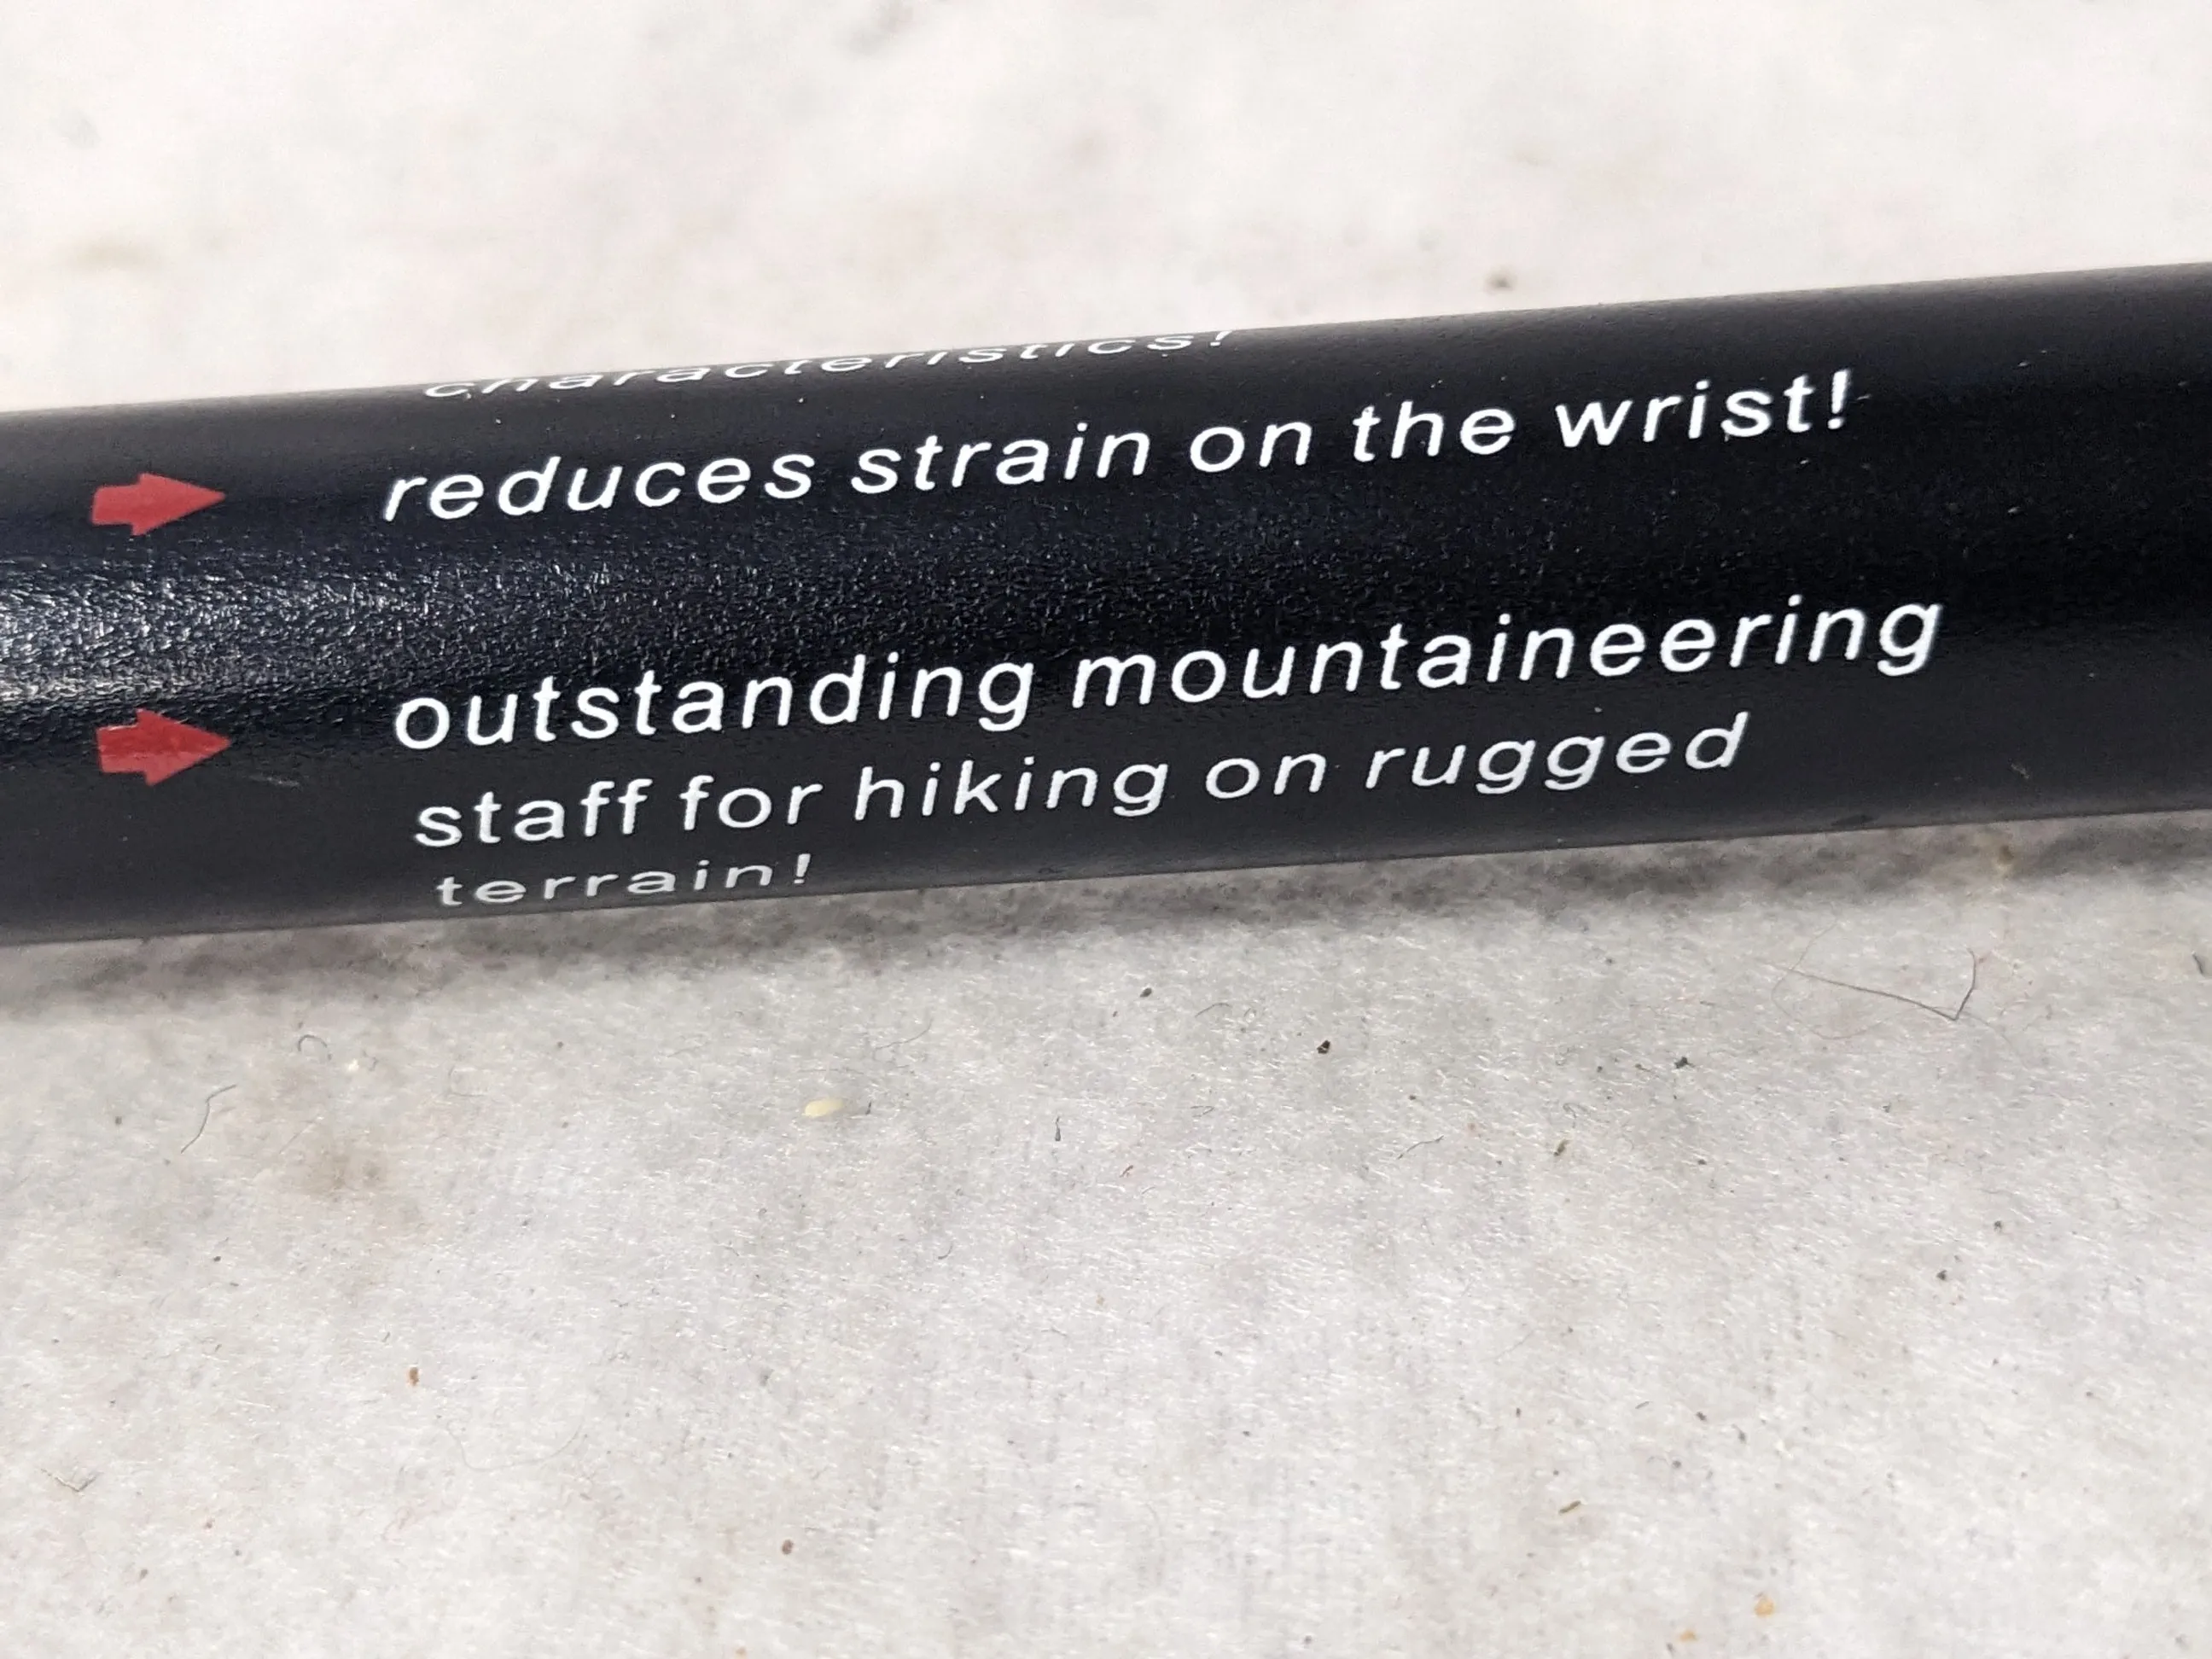 characteristics!
reduces strain on the wrist!
outstanding mountaineering
staff for hiking on rugged
terrain!